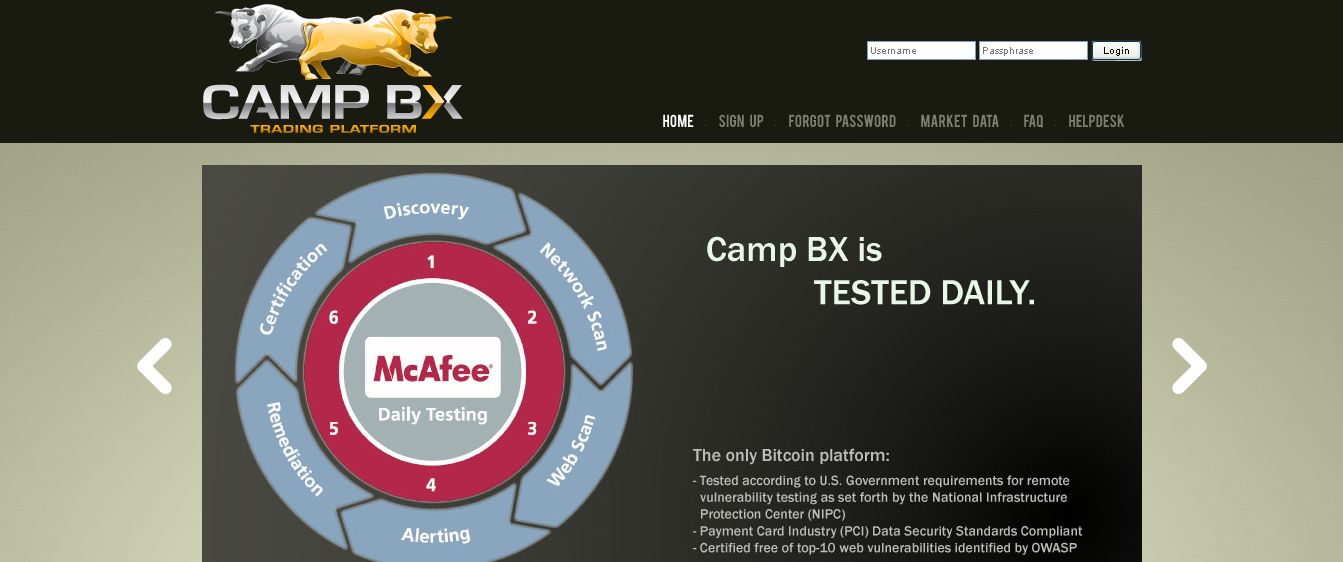 CAMP BX
TRADING PLATFORM
Username
Passphrase
Login
HOME . SIGN UP . FORGOT PASSWORD . MARKET DATA . FAQ . HELPDESK
Discovery
Network Scan
Web Scan
Alerting
Remediation
Certification
1
2
3
4
5
6
McAfee®
Daily Testing
Camp BX is
TESTED DAILY.
The only Bitcoin platform:
- Tested according to U.S. Government requirements for remote
vulnerability testing as set forth by the National Infrastructure
Protection Center (NIPC)
- Payment Card Industry (PCI) Data Security Standards Compliant
- Certified free of top-10 web vulnerabilities identified by OWASP